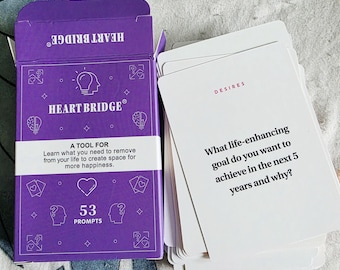 HEART BRIDGE®
HEART BRIDGE®
A TOOL FOR
Learn what you need to remove
from your life to create space for
more happiness.
53
PROMPTS
DESIRES
What life-enhancing
goal do you want to
achieve in the next 5
years and why?